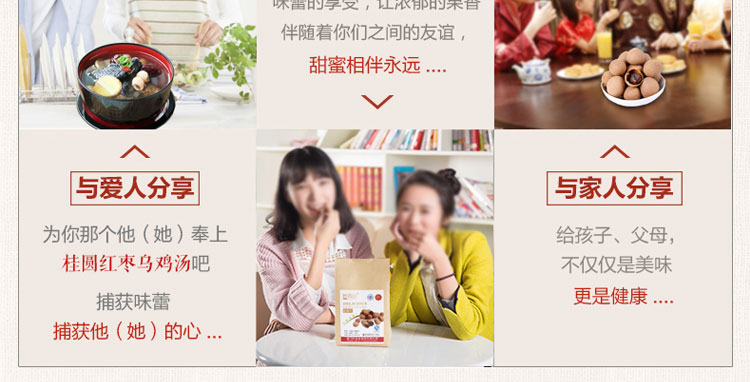 味蕾的享受，让浓郁的果香
伴随着你们之间的友谊，
甜蜜相伴永远 ....
与爱人分享
为你那个他（她）奉上
桂圆红枣乌鸡汤吧
捕获味蕾
捕获他（她）的心 ...
与家人分享
给孩子、父母，
不仅仅是美味
更是健康 ....